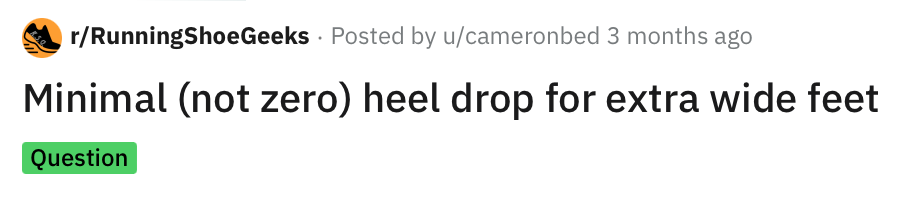 r/RunningShoeGeeks · Posted by u/cameronbed 3 months ago
Minimal (not zero) heel drop for extra wide feet
Question